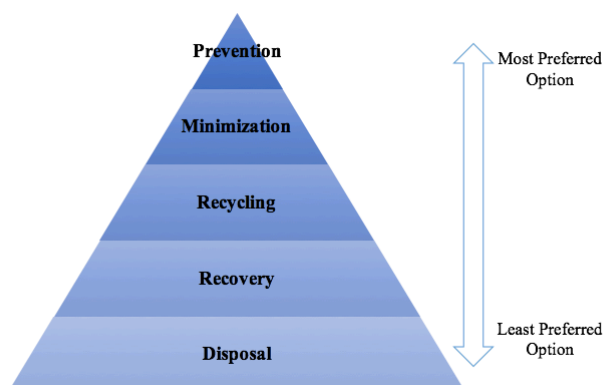 Prevention
Minimization
Recycling
Recovery
Disposal
Most Preferred
Option
Least Preferred
Option